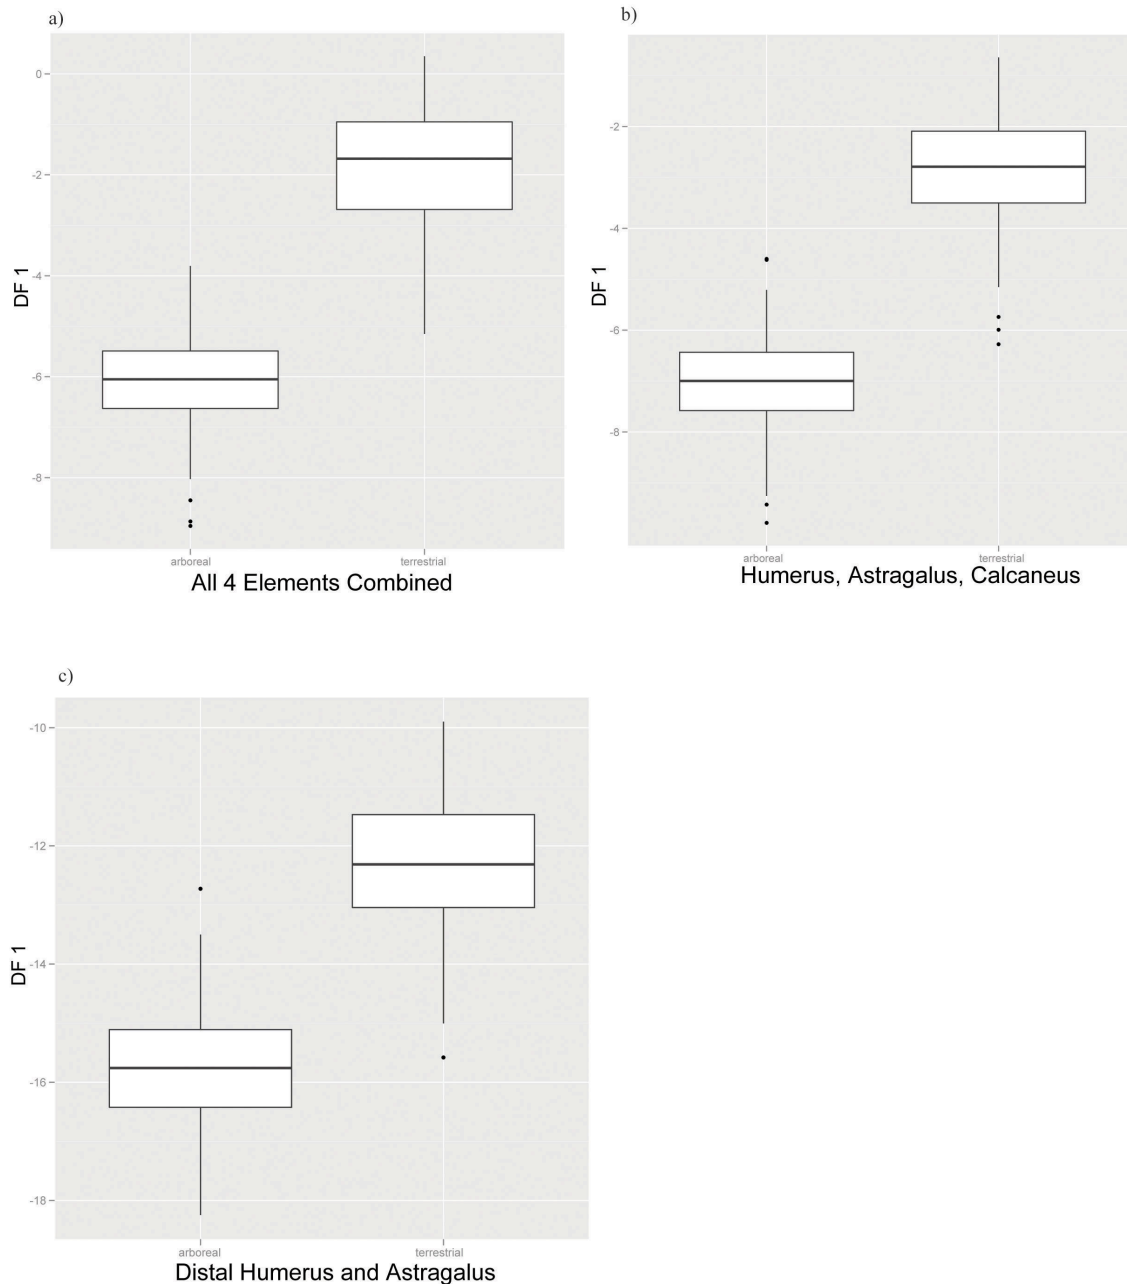 a)
0
-2
-4
-6
-8
DF 1
arboreal
terrestrial
All 4 Elements Combined
b)
-2
-4
-6
-8
DF 1
arboreal
terrestrial
Humerus, Astragalus, Calcaneus
c)
-10
-12
-14
-16
-18
DF 1
arboreal
terrestrial
Distal Humerus and Astragalus